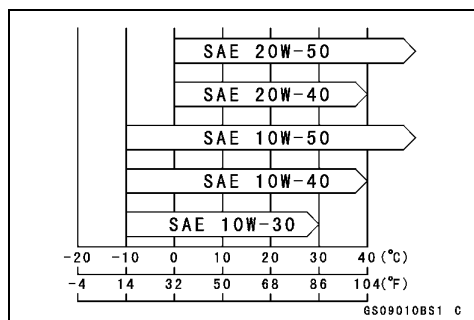 SAE 20W-50
SAE 20W-40
SAE 10W-50
SAE 10W-40
SAE 10W-30
-20 -10 0 10 20 30 40 (°C)
-4 14 32 50 68 86 104(°F)
GS09010BS1 C